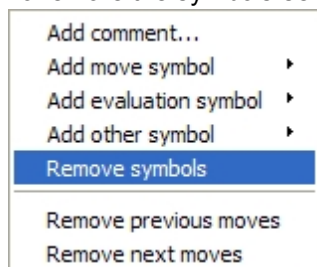 Add comment...
Add move symbol
Add evaluation symbol
Add other symbol
Remove symbols
Remove previous moves
Remove next moves